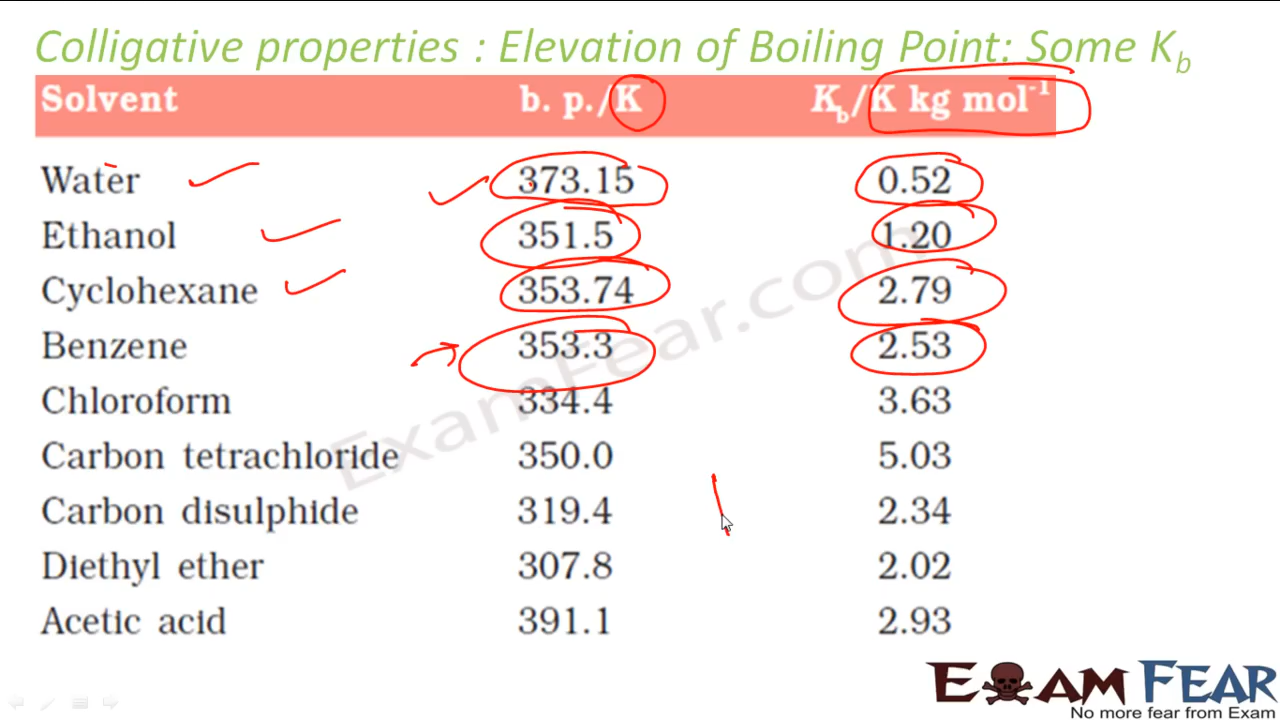 Colligative properties : Elevation of Boiling Point: Some Kb
Solvent b. p./K Kb/K kg mol-1
Water 373.15 0.52
Ethanol 351.5 1.20
Cyclohexane 353.74 2.79
Benzene 353.3 2.53
Chloroform 334.4 3.63
Carbon tetrachloride 350.0 5.03
Carbon disulphide 319.4 2.34
Diethyl ether 307.8 2.02
Acetic acid 391.1 2.93
ExamFear.com
EXAM FEAR
No more fear from Exam